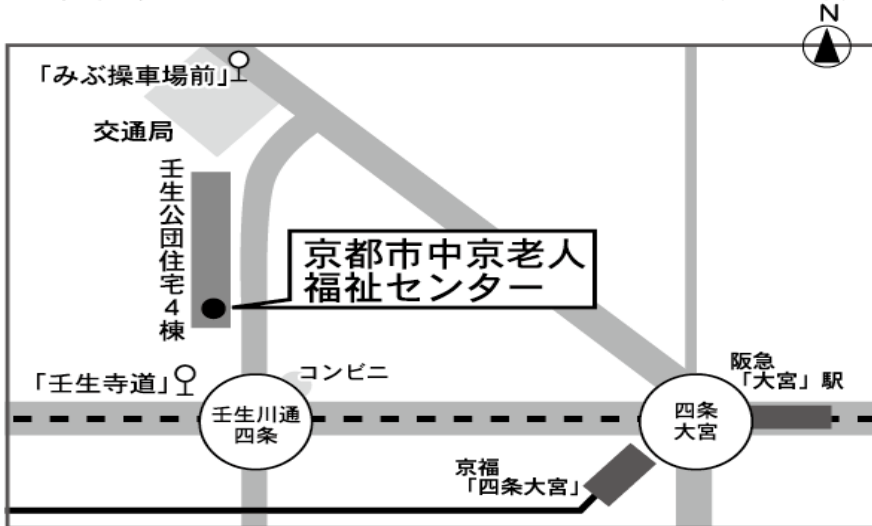 N
「みぶ操車場前」
交通局
壬生公団住宅4棟
京都市中京老人
福祉センター
「壬生寺道」
コンビニ
壬生川通
四条
四条
大宮
阪急
「大宮」駅
京福
「四条大宮」